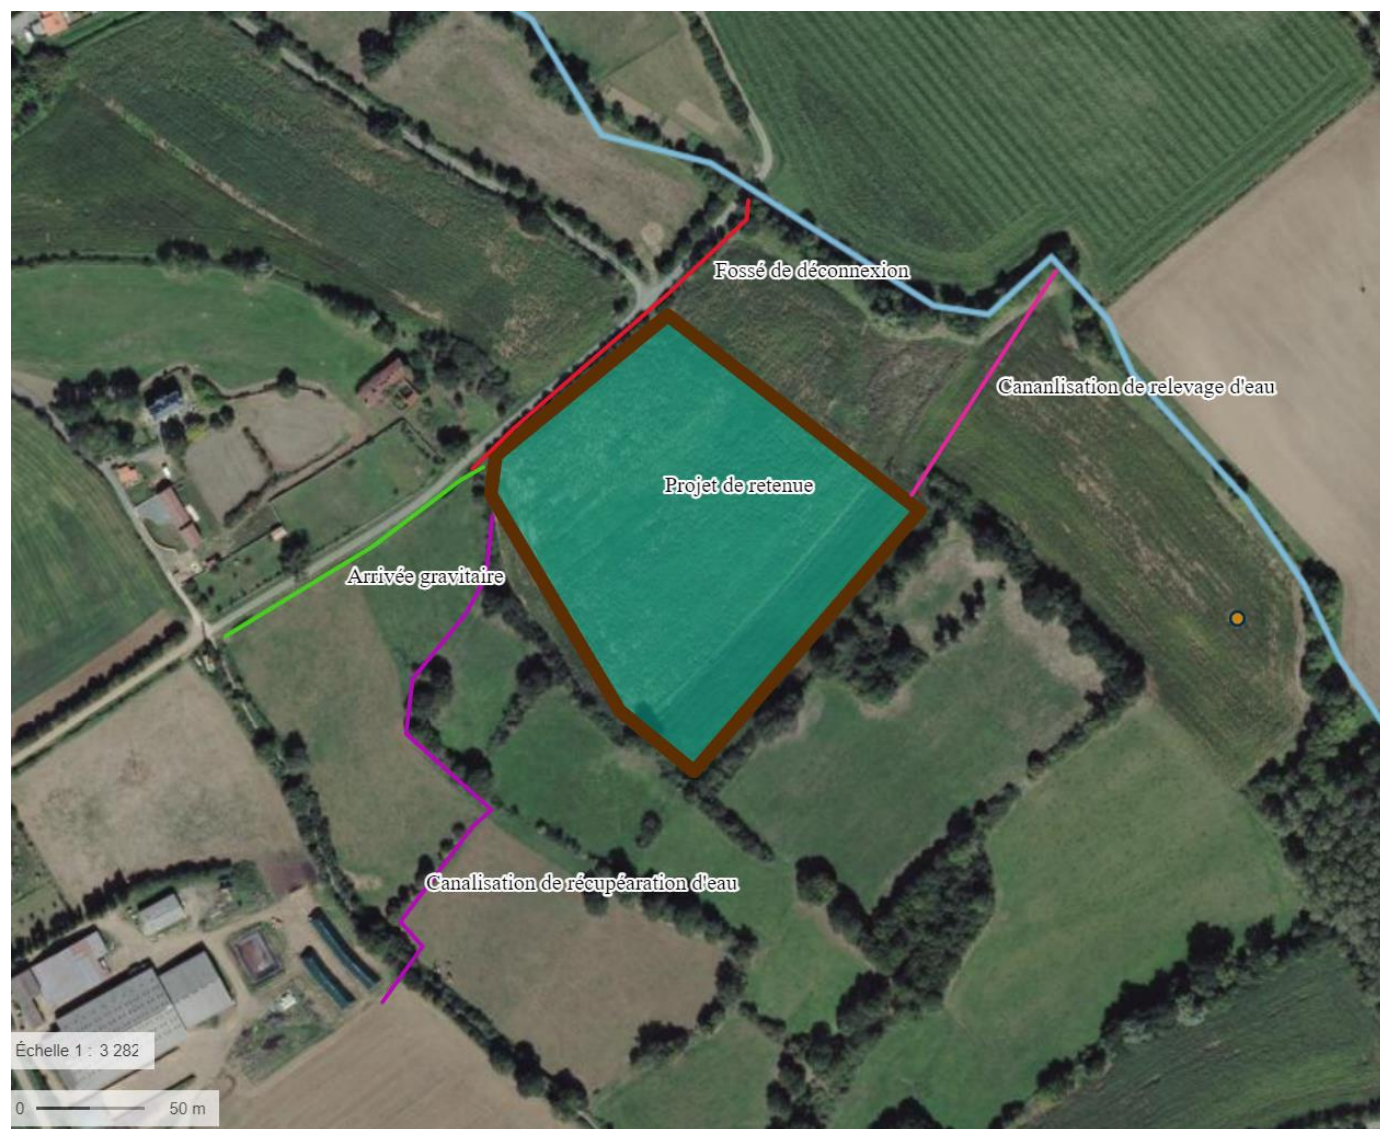 Fossé de déconnexion
Cananlisation de relevage d'eau
Projet de retenue
Arrivée gravitaire
Canalisation de récupéaration d'eau
Échelle 1 : 3 282
0 50 m